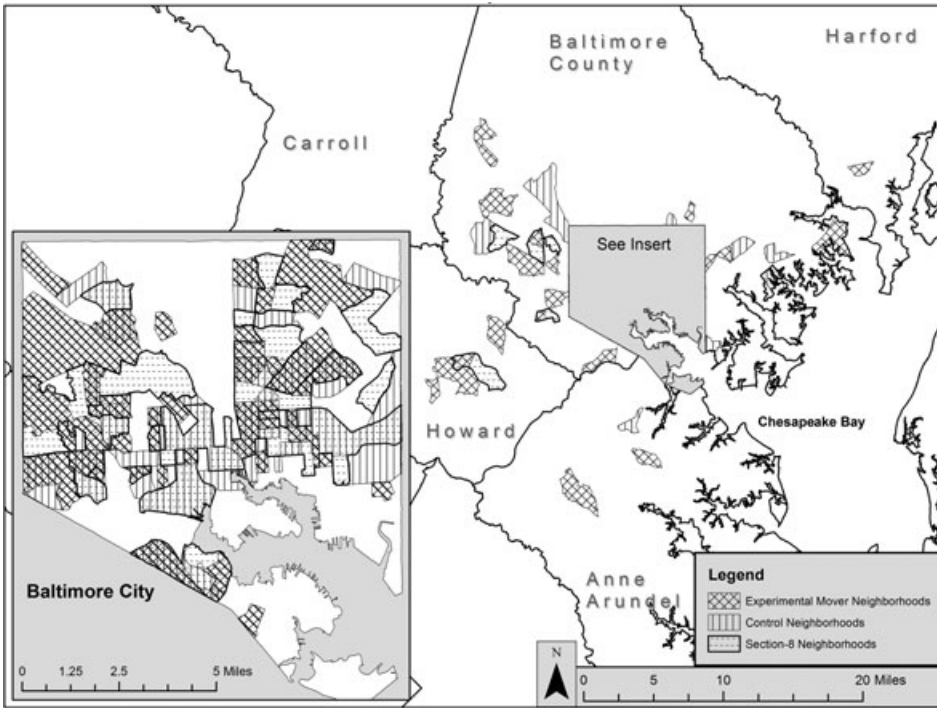 Baltimore
County
Harford
Carroll
See Insert
Howard
Chesapeake Bay
Baltimore City
Anne
Arundel
Legend
Experimental Mover Neighborhoods
Control Neighborhoods
Section-8 Neighborhoods
0 1.25 2.5 5 Miles
N
0 5 10 20 Miles